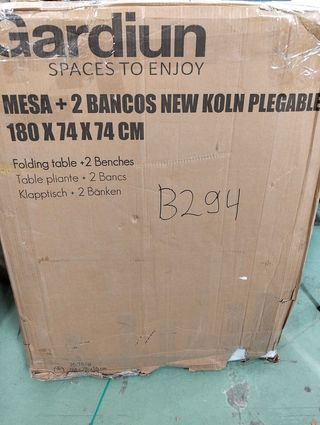 Gardiun
SPACES TO ENJOY
MESA + 2 BANCOS NEW KOLN PLEGABLE
180 X 74 X 74 CM
Folding table +2 Benches
Table pliante + 2 Bancs
Klapptisch + 2 Bänken
B294